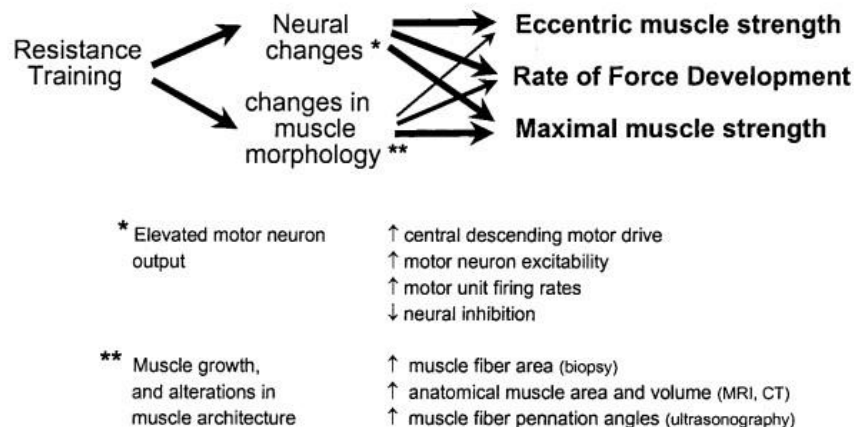 Resistance
Training
Neural
changes *
changes in
muscle
morphology **
Eccentric muscle strength
Rate of Force Development
Maximal muscle strength
* Elevated motor neuron
output
↑ central descending motor drive
↑ motor neuron excitability
↑ motor unit firing rates
↓ neural inhibition
** Muscle growth,
and alterations in
muscle architecture
↑ muscle fiber area (biopsy)
↑ anatomical muscle area and volume (MRI, CT)
↑ muscle fiber pennation angles (ultrasonography)